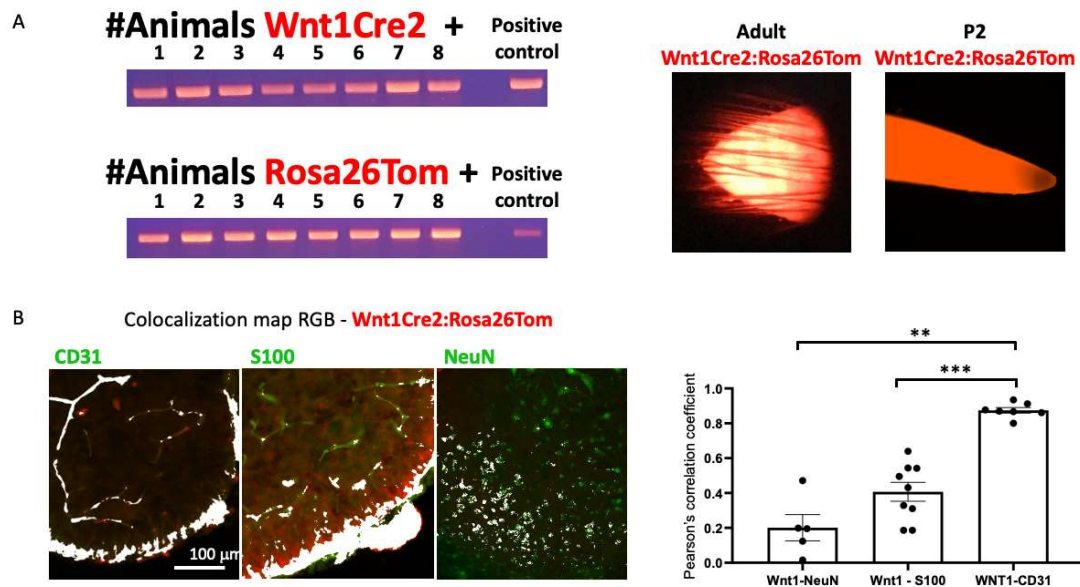 A
#Animals Wnt1Cre2 +
Positive
control
1 2 3 4 5 6 7 8
#Animals Rosa26Tom +
Positive
control
1 2 3 4 5 6 7 8
Adult
Wnt1Cre2:Rosa26Tom
P2
Wnt1Cre2:Rosa26Tom
B
Colocalization map RGB - Wnt1Cre2:Rosa26Tom
CD31
S100
NeuN
100 µm
**
***
Pearson's correlation coefficient
1.0
0.8
0.6
0.4
0.2
0.0
Wnt1-NeuN
Wnt1 - S100
WNT1-CD31